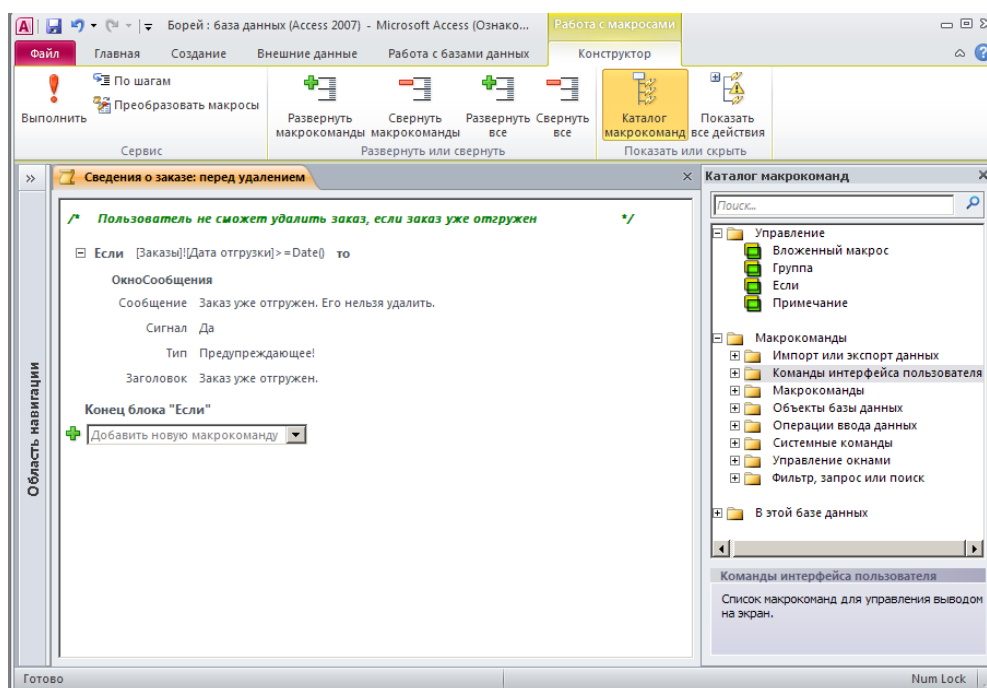 Борей : база данных (Access 2007) - Microsoft Access (Ознако...
Работа с макросами
Файл
Главная
Создание
Внешние данные
Работа с базами данных
Конструктор
Выполнить
По шагам
Преобразовать макросы
Сервис
Развернуть макрокоманды
Свернуть макрокоманды
Развернуть все
Свернуть все
Развернуть или свернуть
Каталог макрокоманд
Показать все действия
Показать или скрыть
Область навигации
Сведения о заказе: перед удалением
/* Пользователь не сможет удалить заказ, если заказ уже отгружен */
Если [Заказы]![Дата отгрузки]>=Date() то
ОкноСообщения
Сообщение Заказ уже отгружен. Его нельзя удалить.
Сигнал Да
Тип Предупреждающее!
Заголовок Заказ уже отгружен.
Конец блока "Если"
Добавить новую макрокоманду
Каталог макрокоманд
Поиск...
Управление
Вложенный макрос
Группа
Если
Примечание
Макрокоманды
Импорт или экспорт данных
Команды интерфейса пользователя
Макрокоманды
Объекты базы данных
Операции ввода данных
Системные команды
Управление окнами
Фильтр, запрос или поиск
В этой базе данных
Команды интерфейса пользователя
Список макрокоманд для управления выводом
на экран.
Готово
Num Lock